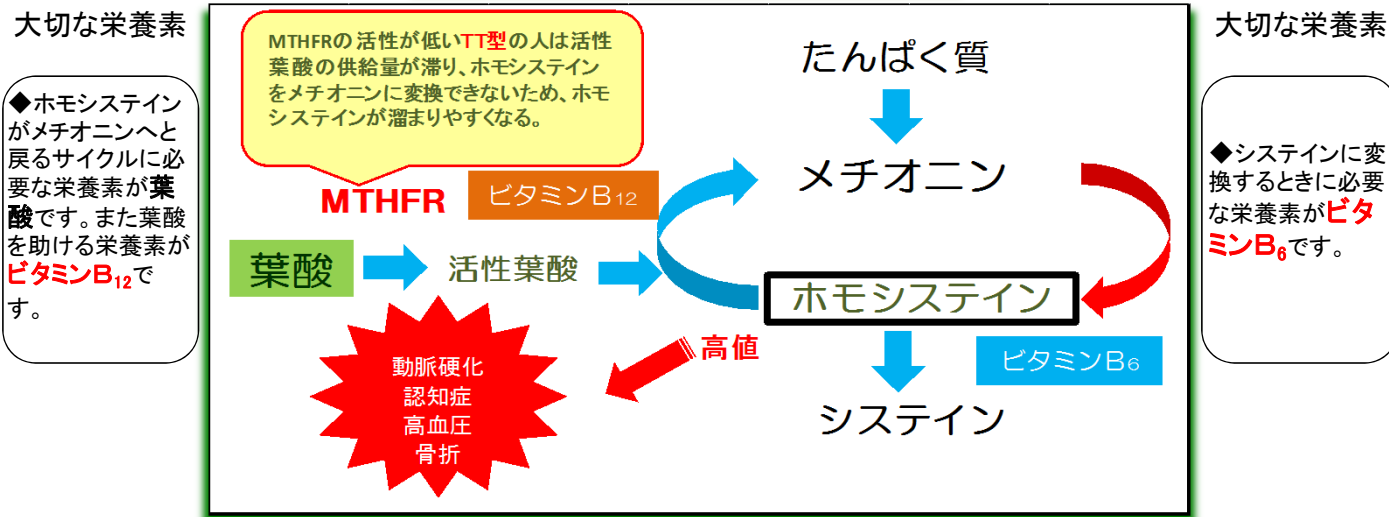 大切な栄養素
◆ホモシステイン
がメチオニンへと
戻るサイクルに必
要な栄養素が葉
酸です。また葉酸
を助ける栄養素が
ビタミンB₁₂で
す。
MTHFRの活性が低いTT型の人は活性
葉酸の供給量が滞り、ホモシステイン
をメチオニンに変換できないため、ホモ
システインが溜まりやすくなる。
たんぱく質
MTHFR
ビタミンB₁₂
メチオニン
葉酸
活性葉酸
ホモシステイン
高値
ビタミンB₆
動脈硬化
認知症
高血圧
骨折
システイン
大切な栄養素
◆システインに変
換するときに必要
な栄養素がビタ
ミンB₆です。